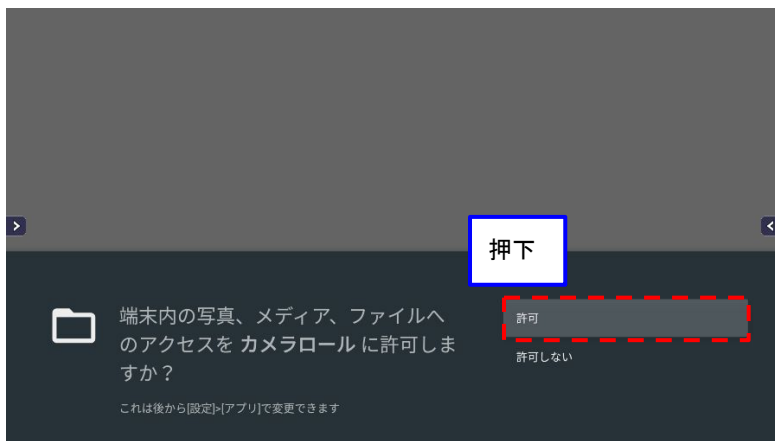 押下
端末内の写真、メディア、ファイルへ
のアクセスを カメラロール に許可しま
すか？
これは後から[設定]>[アプリ]で変更できます
許可
許可しない